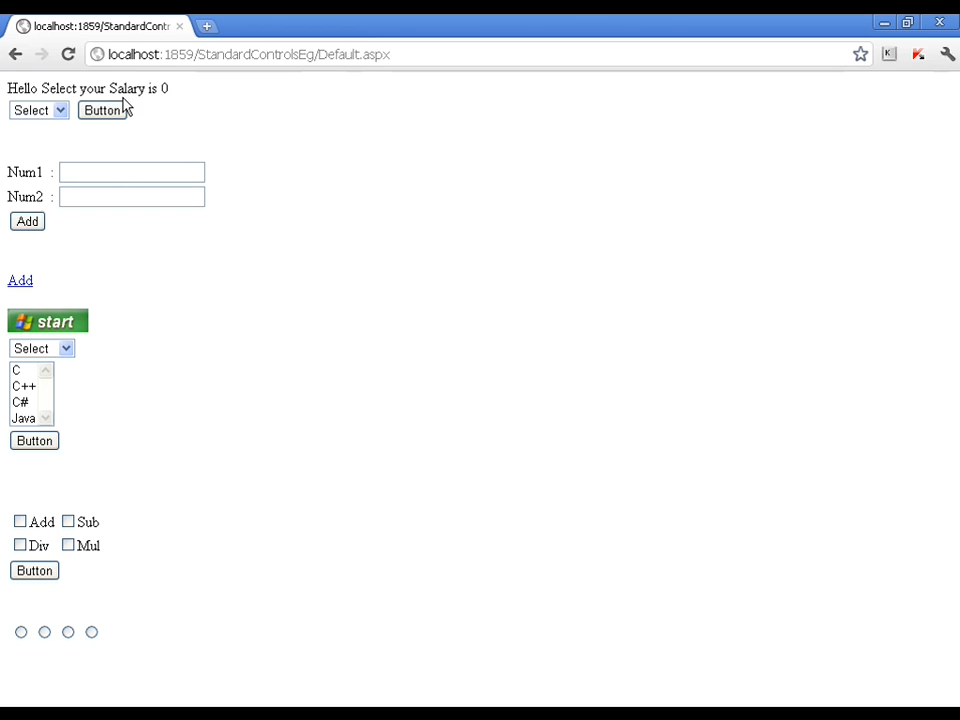 localhost:1859/StandardContr
localhost:1859/StandardControlsEg/Default.aspx
Hello Select your Salary is 0
Select Button
Num1 :
Num2 :
Add
Add
start
Select
C
C++
C#
Java
Button
Add Sub
Div Mul
Button